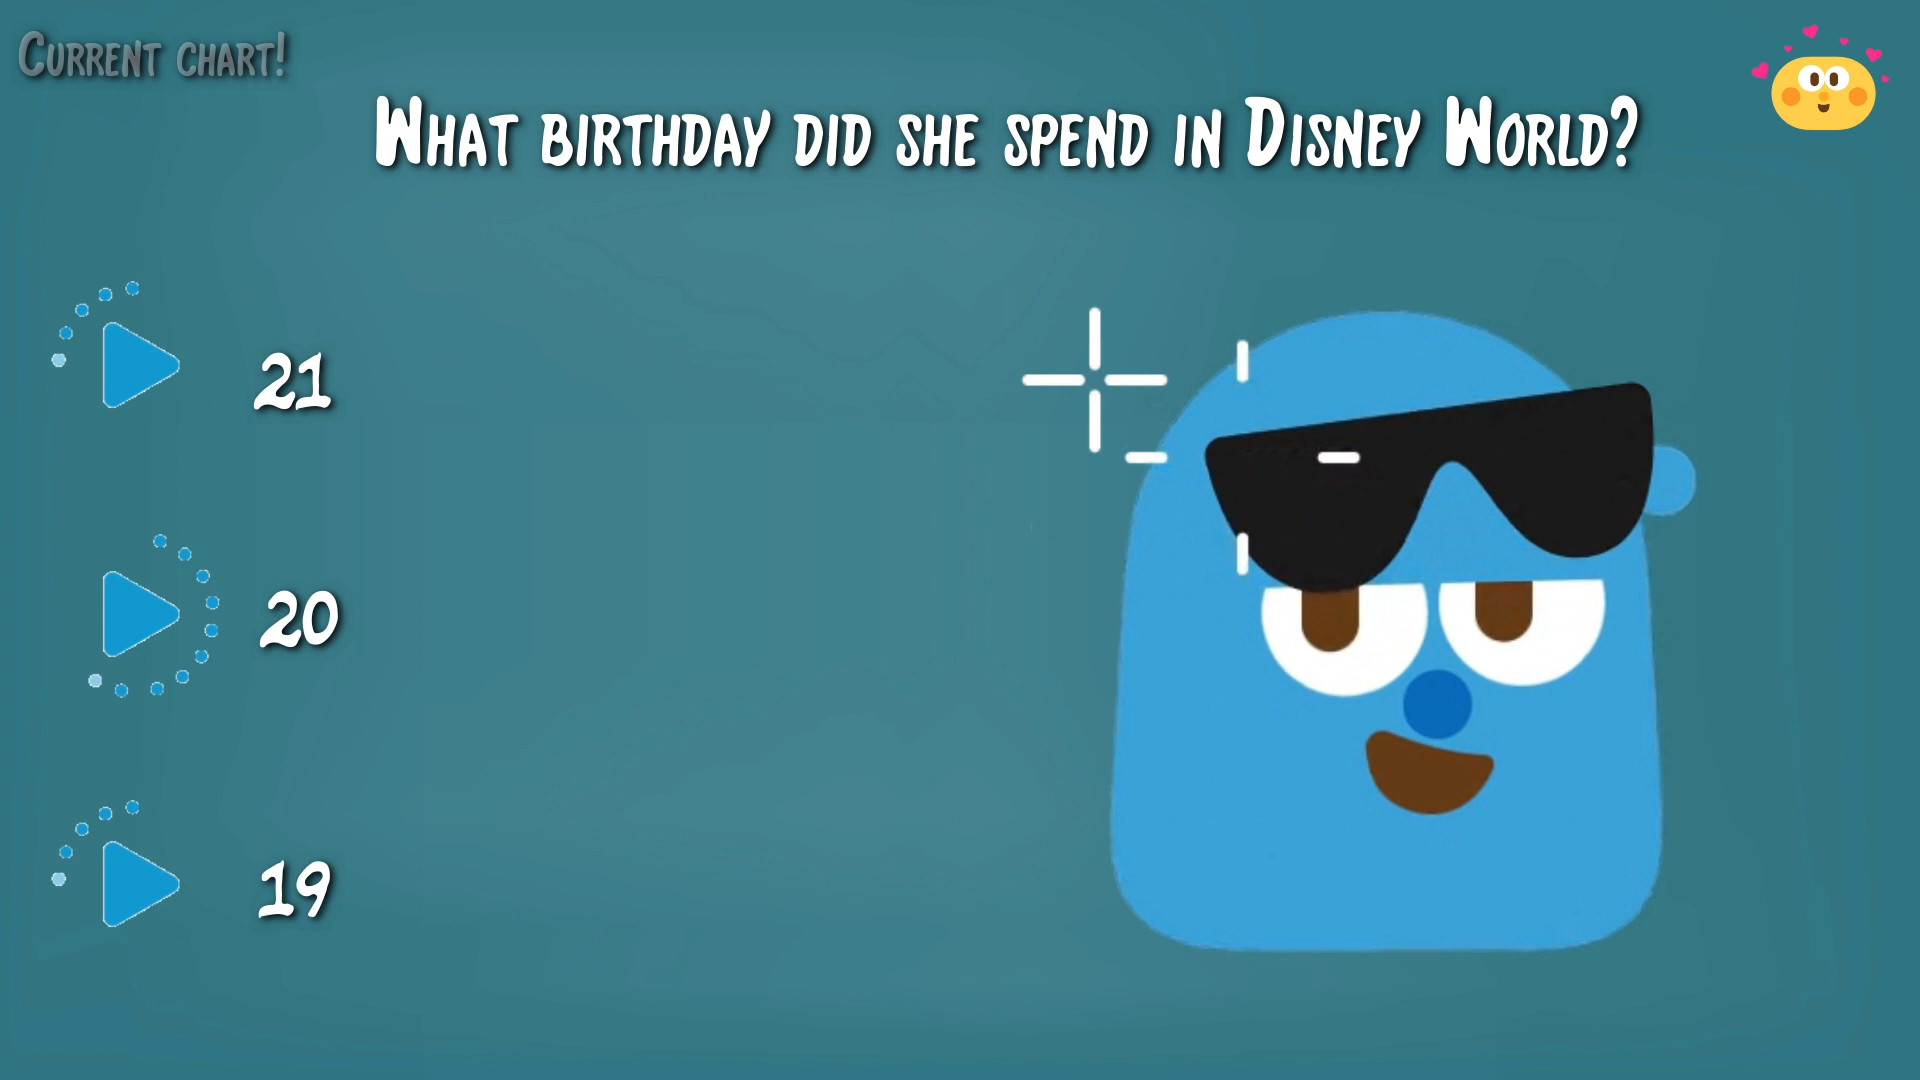 Current chart!
What birthday did she spend in Disney World?
21
20
19